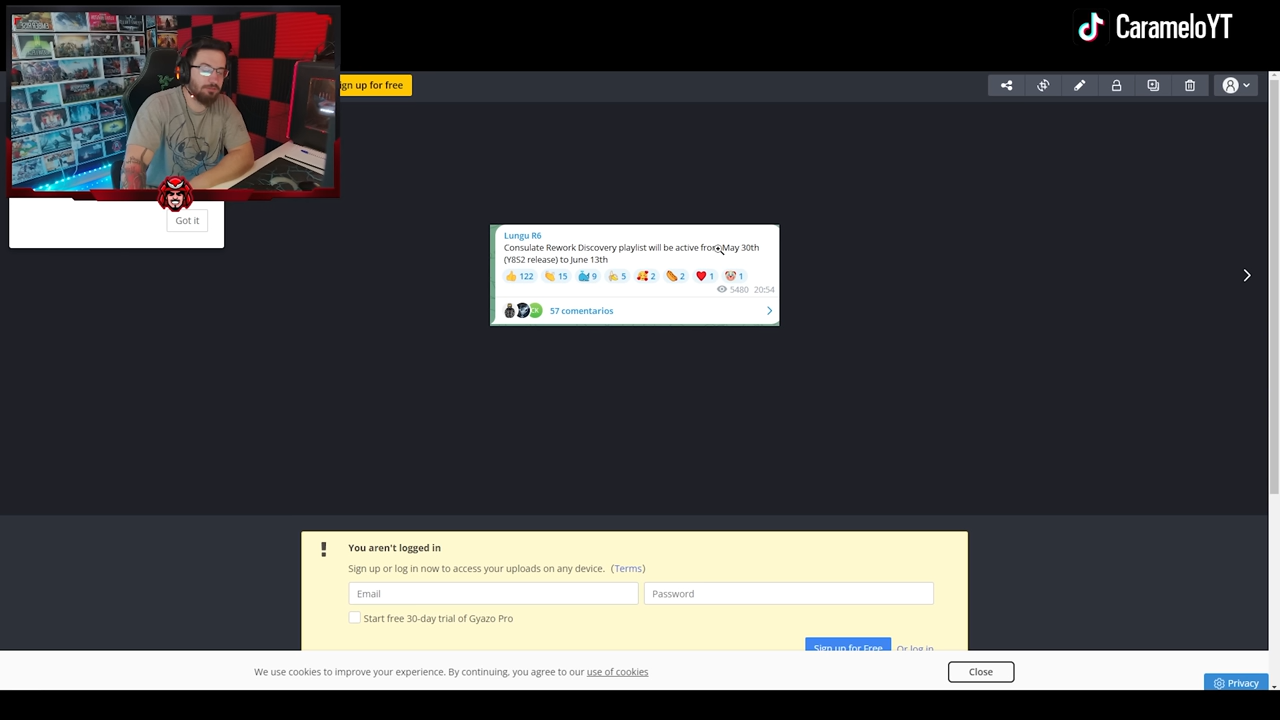 CarameloYT
ign up for free
Got it
Lungu R6
Consulate Rework Discovery playlist will be active from May 30th
(Y8S2 release) to June 13th
122 15 9 5 2 2 1 1
5480 20:54
57 comentarios
You aren't logged in
Sign up or log in now to access your uploads on any device. (Terms)
Email Password
Start free 30-day trial of Gyazo Pro
Sign up for Free Or log in
We use cookies to improve your experience. By continuing, you agree to our use of cookies Close
Privacy